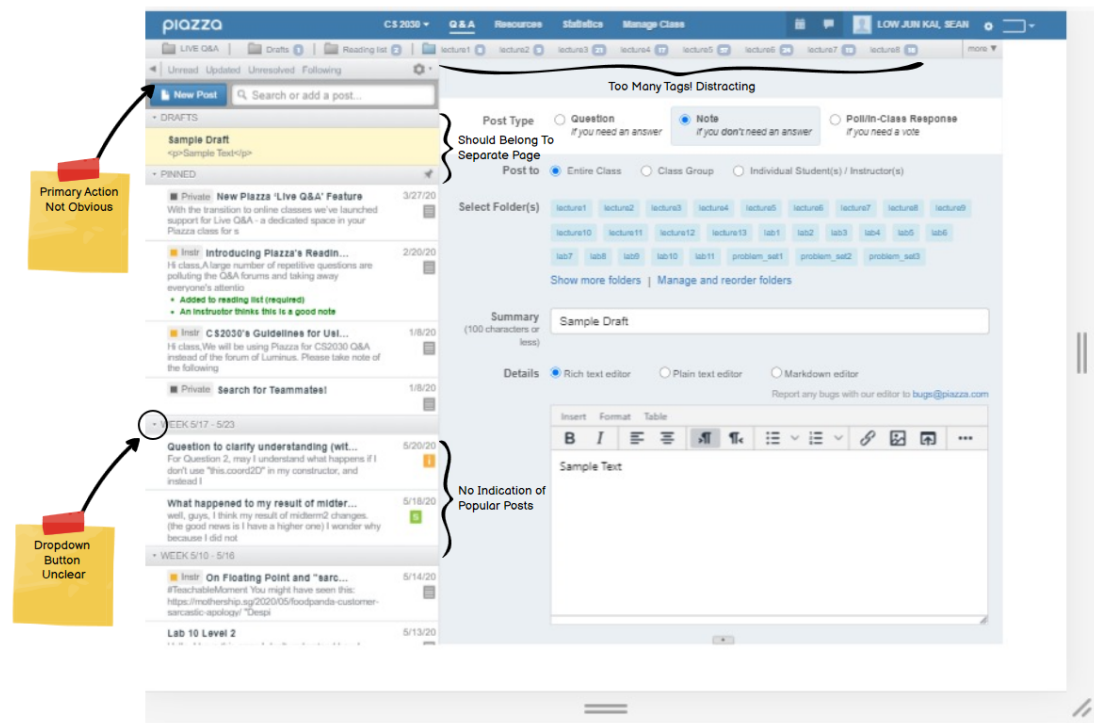 piazza CS 2030 Q & A Resources Statistics Manage Class LOW JUN KAI, SEAN
LIVE Q&A Drafts Reading list lecture1 lecture2 lecture3 lecture4 lecture5 lecture6 lecture7 lecture8 more
Unread Updated Unresolved Following
Too Many Tags! Distracting
New Post Search or add a post...
DRAFTS
Sample Draft
<p>Sample Text</p>
Should Belong To
Separate Page
PINNED
Primary Action
Not Obvious
Private New Piazza 'Live Q&A' Feature 3/27/20
With the transition to online classes we've launched
support for Live Q&A - a dedicated space in your
Piazza class for s
Instr Introducing Piazza's Readin... 2/20/20
Hi class,A large number of repetitive questions are
polluting the Q&A forums and taking away
everyone's attentio
• Added to reading list (required)
• An instructor thinks this is a good note
Instr CS2030's Guidelines for Usi... 1/8/20
Hi class,We will be using Piazza for CS2030 Q&A
instead of the forum of Luminus. Please take note of
the following
Private Search for Teammates! 1/8/20
WEEK 5/17 - 5/23
Question to clarify understanding (wit... 5/20/20
For Question 2, may I understand what happens if I
don't use "this.coord2D" in my constructor, and
instead I
i
No Indication of
Popular Posts
What happened to my result of midter... 5/18/20
well, guys, I think my result of midterm2 changes.
(the good news is I have a higher one) I wonder why
because I did not
S
Dropdown
Button
Unclear
WEEK 5/10 - 5/16
Instr On Floating Point and "sarc... 5/14/20
#TeachableMoment You might have seen this:
https://mothership.sg/2020/05/foodpanda-customer-
sarcastic-apology/ "Despi
Lab 10 Level 2 5/13/20
Post Type Question Note Poll/In-Class Response
if you need an answer if you don't need an answer if you need a vote
Post to Entire Class Class Group Individual Student(s) / Instructor(s)
Select Folder(s) lecture1 lecture2 lecture3 lecture4 lecture5 lecture6 lecture7 lecture8 lecture9
lecture10 lecture11 lecture12 lecture13 lab1 lab2 lab3 lab4 lab5 lab6
lab7 lab8 lab9 lab10 lab11 problem_set1 problem_set2 problem_set3
Show more folders | Manage and reorder folders
Summary Sample Draft
(100 characters or
less)
Details Rich text editor Plain text editor Markdown editor
Report any bugs with our editor to bugs@piazza.com
Insert Format Table
B I
Sample Text